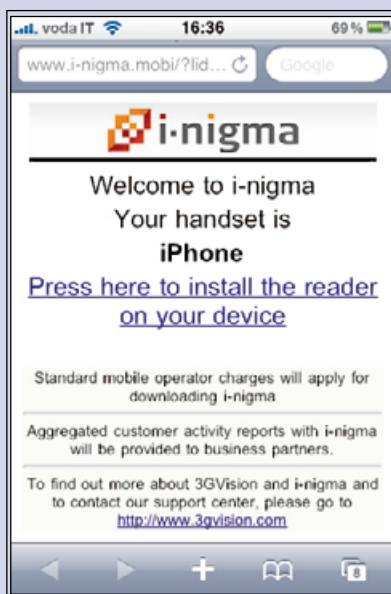 voda IT 16:36 69 %
www.i-nigma.mobi/?lid... Google
i-nigma
Welcome to i-nigma
Your handset is
iPhone
Press here to install the reader
on your device
Standard mobile operator charges will apply for
downloading i-nigma
Aggregated customer activity reports with i-nigma
will be provided to business partners.
To find out more about 3GVision and i-nigma and
to contact our support center, please go to
http://www.3gvision.com
8